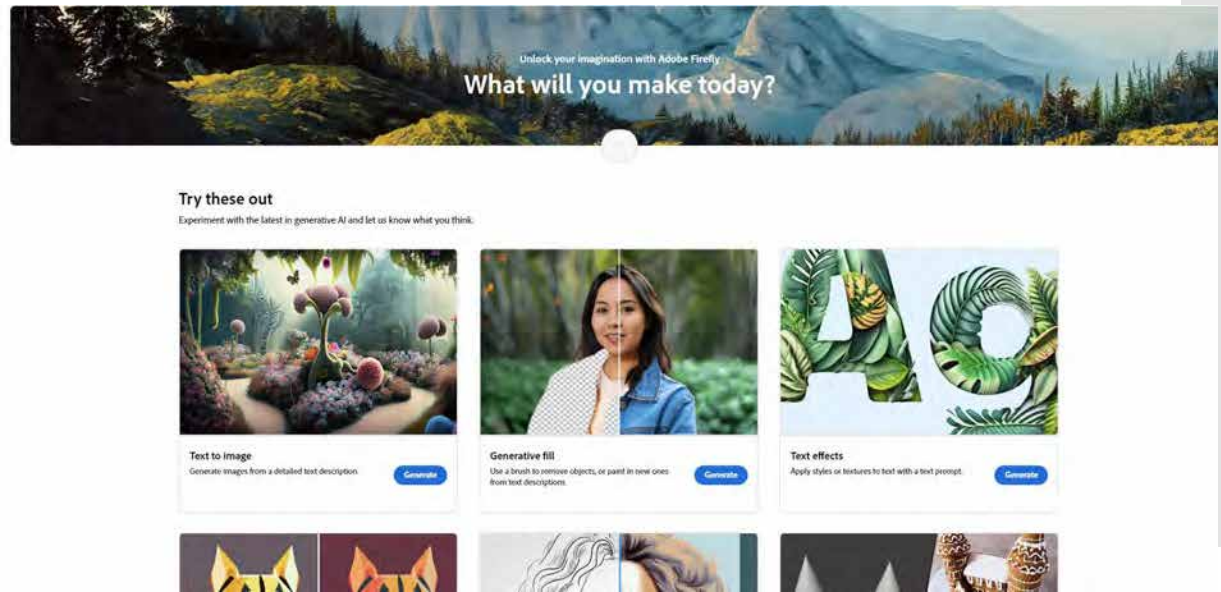 Unlock your imagination with Adobe Firefly
What will you make today?
Try these out
Experiment with the latest in generative AI and let us know what you think.
Ag
Text to image
Generate images from a detailed text description.
Generate
Generative fill
Use a brush to remove objects, or paint in new ones
from text descriptions.
Generate
Text effects
Apply styles or textures to text with a text prompt.
Generate